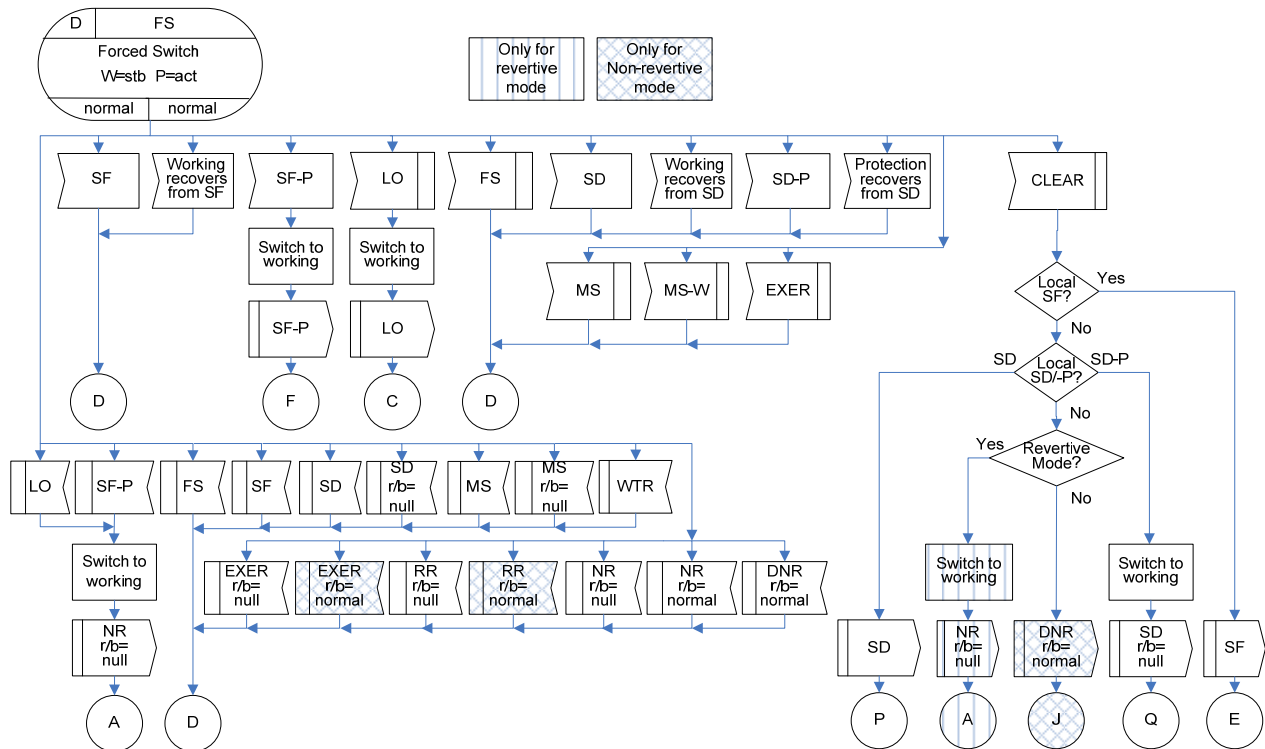 D FS
Forced Switch
W=stb P=act
normal normal
Only for
revertive
mode
Only for
Non-revertive
mode
SF
Working
recovers
from SF
SF-P
LO
FS
SD
Working
recovers
from SD
SD-P
Protection
recovers
from SD
CLEAR
Switch to
working
Switch to
working
SF-P
LO
MS
MS-W
EXER
D
F
C
D
Local
SF?
Yes
No
Local
SD/-P?
SD
SD-P
No
Revertive
Mode?
Yes
No
LO
SF-P
FS
SF
SD
SD
r/b=
null
MS
MS
r/b=
null
WTR
Switch to
working
EXER
r/b=
null
EXER
r/b=
normal
RR
r/b=
null
RR
r/b=
normal
NR
r/b=
null
NR
r/b=
normal
DNR
r/b=
normal
Switch to
working
Switch to
working
NR
r/b=
null
SD
NR
r/b=
null
DNR
r/b=
normal
SD
r/b=
null
SF
A
D
P
A
J
Q
E